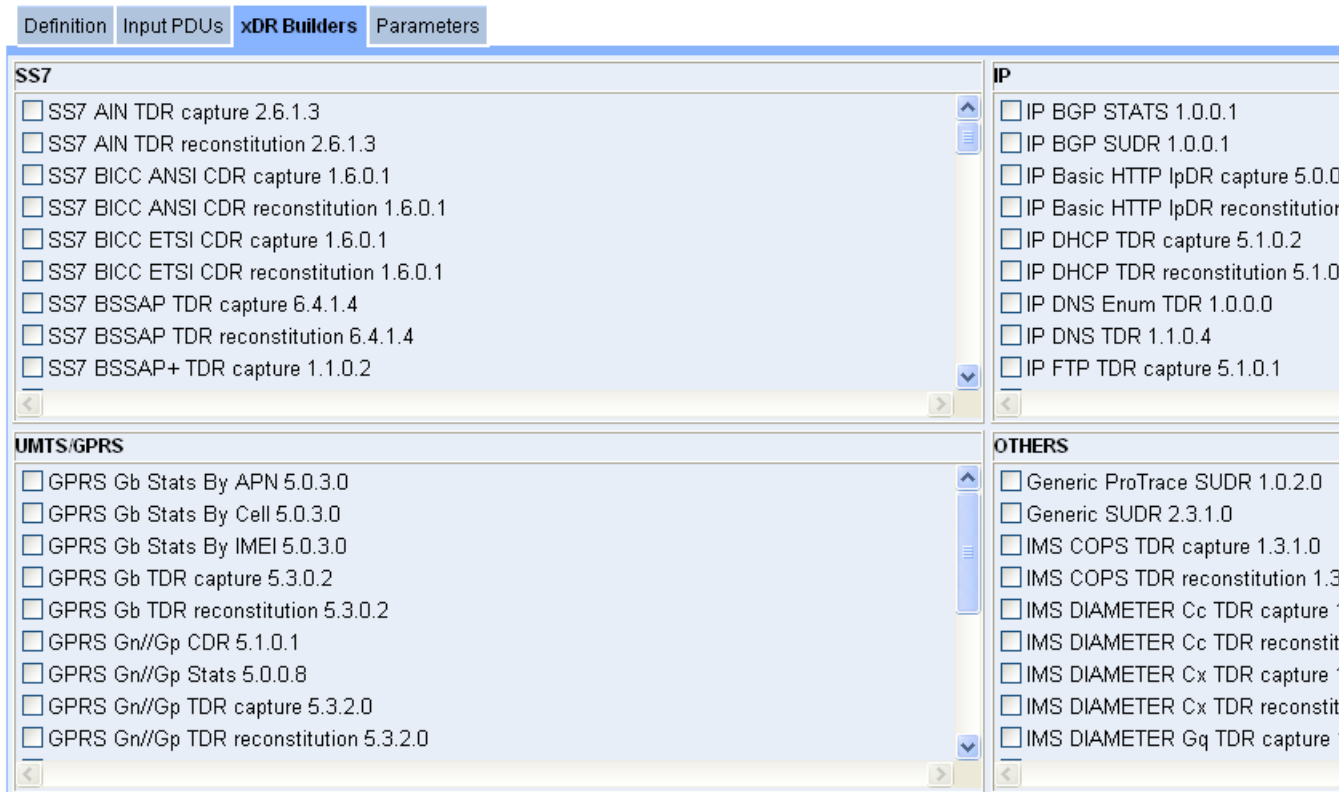 Definition Input PDUs xDR Builders Parameters
SS7
SS7 AIN TDR capture 2.6.1.3
SS7 AIN TDR reconstitution 2.6.1.3
SS7 BICC ANSI CDR capture 1.6.0.1
SS7 BICC ANSI CDR reconstitution 1.6.0.1
SS7 BICC ETSI CDR capture 1.6.0.1
SS7 BICC ETSI CDR reconstitution 1.6.0.1
SS7 BSSAP TDR capture 6.4.1.4
SS7 BSSAP TDR reconstitution 6.4.1.4
SS7 BSSAP+ TDR capture 1.1.0.2
IP
IP BGP STATS 1.0.0.1
IP BGP SUDR 1.0.0.1
IP Basic HTTP IpDR capture 5.0.0
IP Basic HTTP IpDR reconstitution
IP DHCP TDR capture 5.1.0.2
IP DHCP TDR reconstitution 5.1.0
IP DNS Enum TDR 1.0.0.0
IP DNS TDR 1.1.0.4
IP FTP TDR capture 5.1.0.1
UMTS/GPRS
GPRS Gb Stats By APN 5.0.3.0
GPRS Gb Stats By Cell 5.0.3.0
GPRS Gb Stats By IMEI 5.0.3.0
GPRS Gb TDR capture 5.3.0.2
GPRS Gb TDR reconstitution 5.3.0.2
GPRS Gn//Gp CDR 5.1.0.1
GPRS Gn//Gp Stats 5.0.0.8
GPRS Gn//Gp TDR capture 5.3.2.0
GPRS Gn//Gp TDR reconstitution 5.3.2.0
OTHERS
Generic ProTrace SUDR 1.0.2.0
Generic SUDR 2.3.1.0
IMS COPS TDR capture 1.3.1.0
IMS COPS TDR reconstitution 1.3
IMS DIAMETER Cc TDR capture
IMS DIAMETER Cc TDR reconstit
IMS DIAMETER Cx TDR capture
IMS DIAMETER Cx TDR reconstit
IMS DIAMETER Gq TDR capture